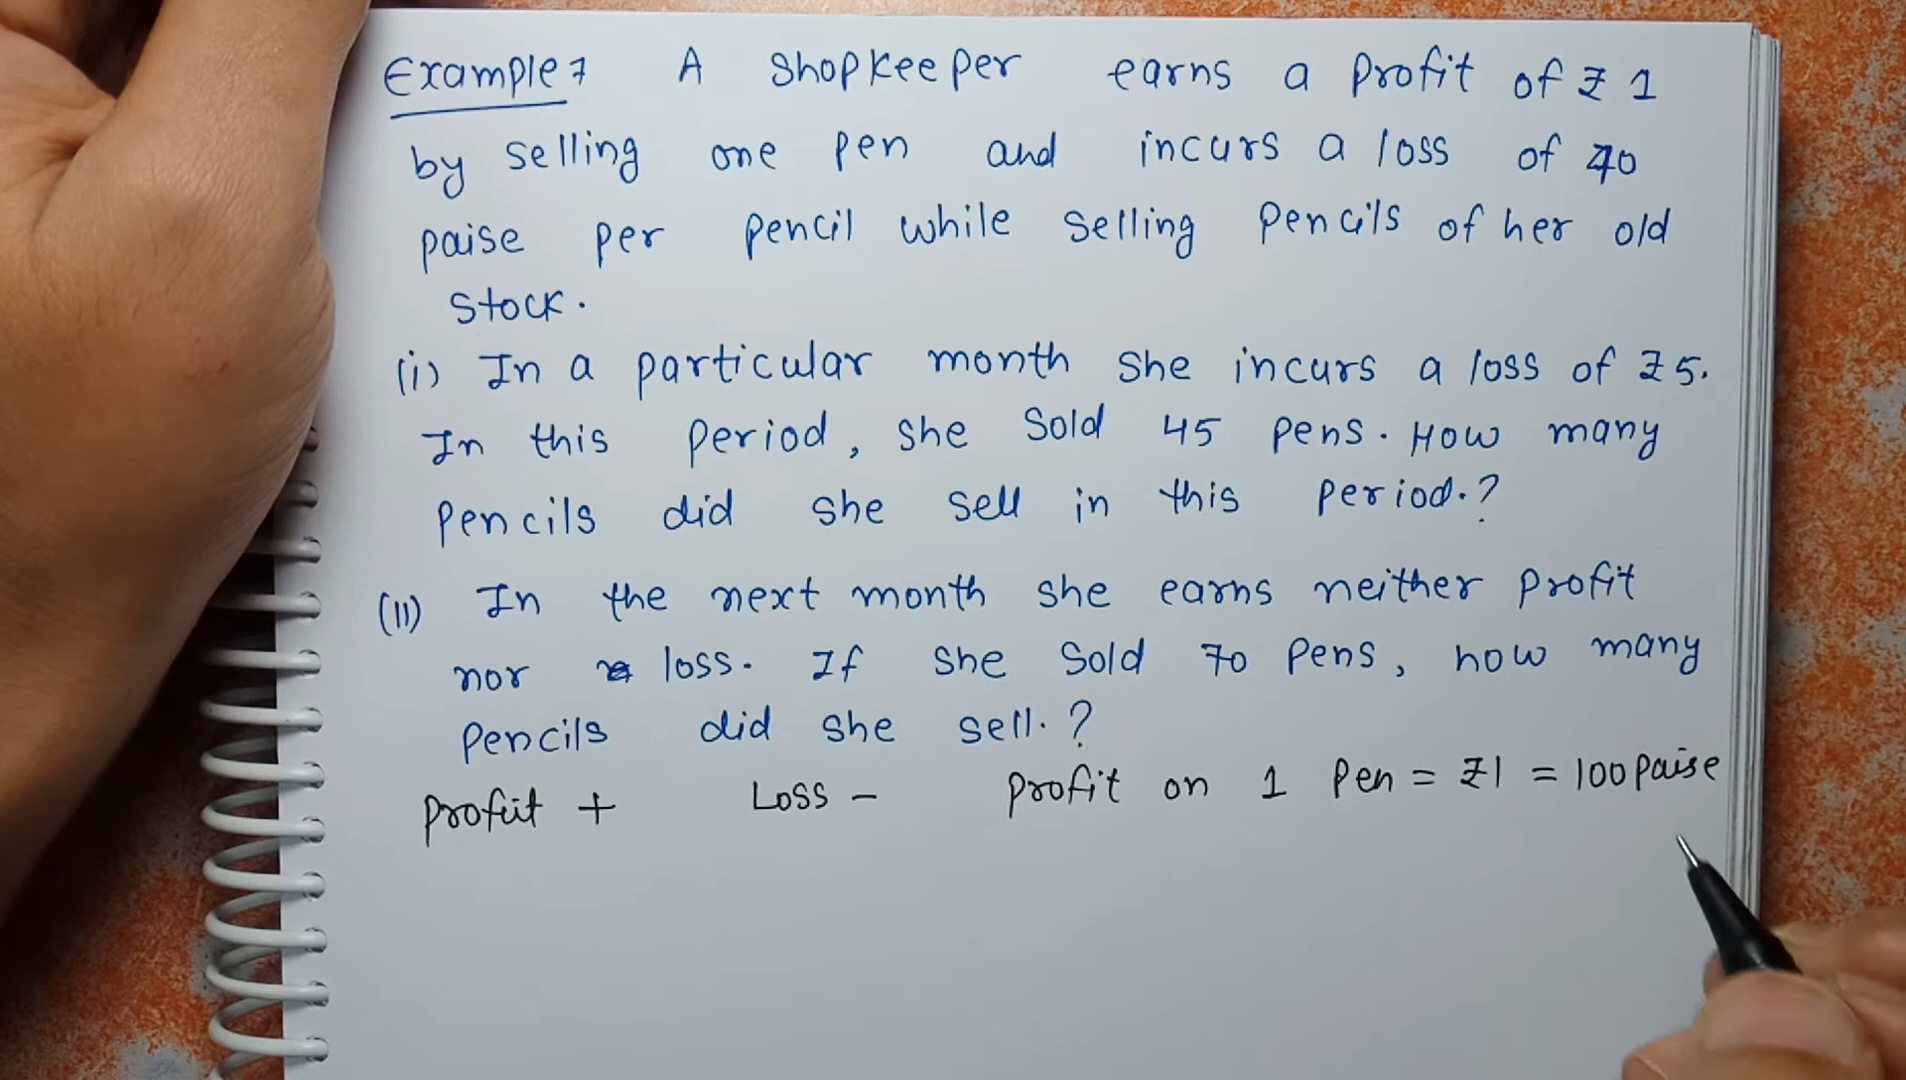 Example 7 A shopkeeper earns a profit of ₹ 1
by selling one pen and incurs a loss of 40
paise per pencil while selling pencils of her old
stock.
(i) In a particular month she incurs a loss of ₹5.
In this period, she sold 45 pens. How many
pencils did she sell in this period.?
(II) In the next month she earns neither profit
nor loss. If she sold 70 pens, how many
pencils did she sell.?
Profit + Loss - Profit on 1 Pen = ₹1 = 100 paise